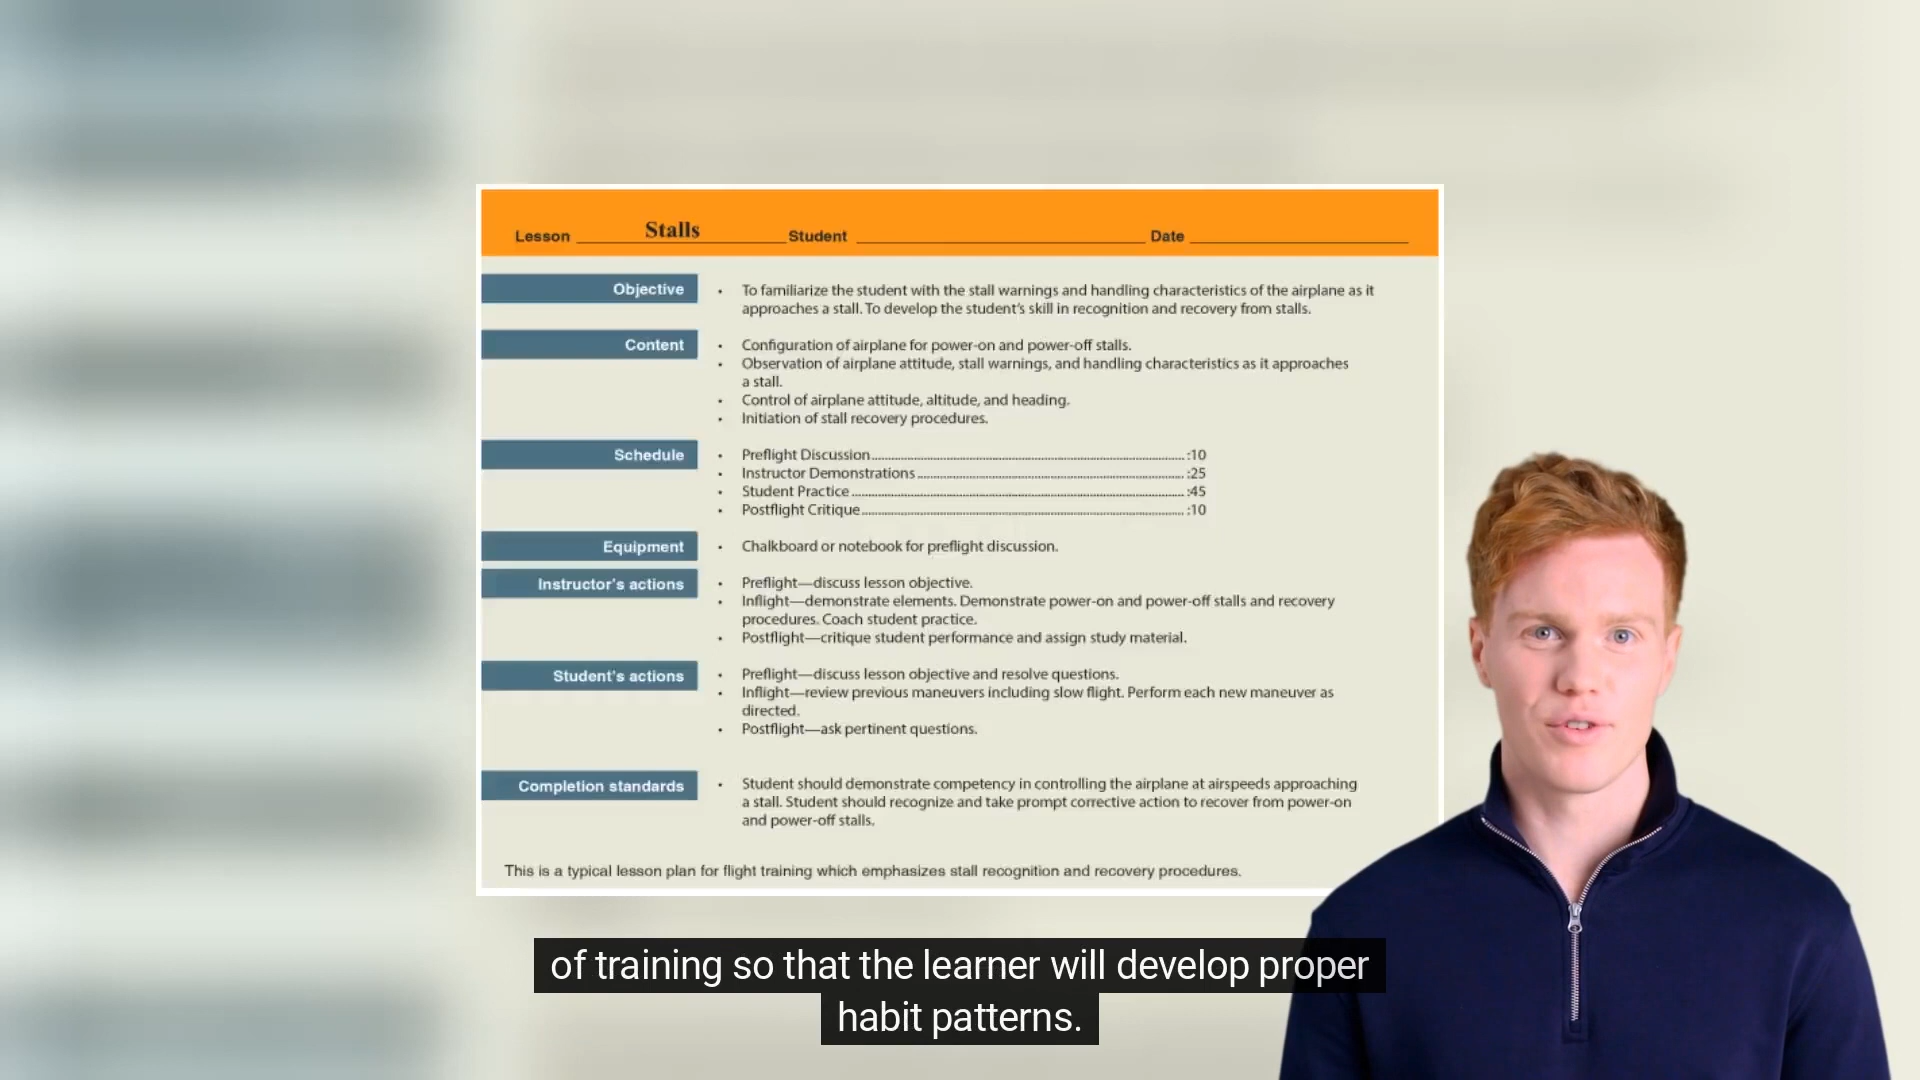 Lesson Stalls Student Date
Objective
• To familiarize the student with the stall warnings and handling characteristics of the airplane as it
approaches a stall. To develop the student's skill in recognition and recovery from stalls.
Content
• Configuration of airplane for power-on and power-off stalls.
• Observation of airplane attitude, stall warnings, and handling characteristics as it approaches
a stall.
• Control of airplane attitude, altitude, and heading.
• Initiation of stall recovery procedures.
Schedule
• Preflight Discussion :10
• Instructor Demonstrations :25
• Student Practice :45
• Postflight Critique :10
Equipment
• Chalkboard or notebook for preflight discussion.
Instructor's actions
• Preflight—discuss lesson objective.
• Inflight—demonstrate elements. Demonstrate power-on and power-off stalls and recovery
procedures. Coach student practice.
• Postflight—critique student performance and assign study material.
Student's actions
• Preflight—discuss lesson objective and resolve questions.
• Inflight—review previous maneuvers including slow flight. Perform each new maneuver as
directed.
• Postflight—ask pertinent questions.
Completion standards
• Student should demonstrate competency in controlling the airplane at airspeeds approaching
a stall. Student should recognize and take prompt corrective action to recover from power-on
and power-off stalls.
This is a typical lesson plan for flight training which emphasizes stall recognition and recovery procedures.
of training so that the learner will develop proper
habit patterns.